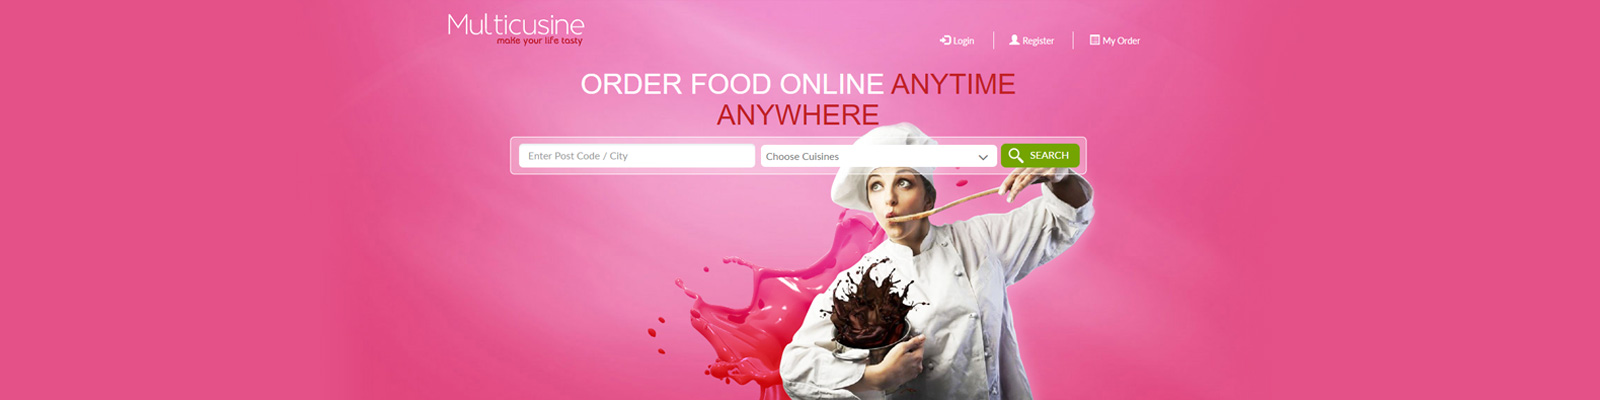 Multicusine
make your life tasty
Login
Register
My Order
ORDER FOOD ONLINE ANYTIME
ANYWHERE
Enter Post Code / City
Choose Cuisines
SEARCH